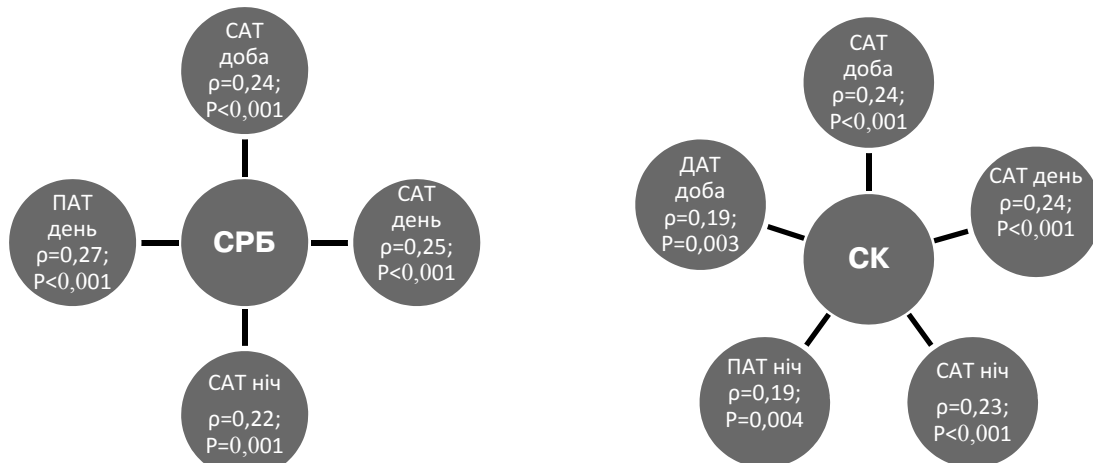 САТ
доба
ρ=0,24;
P<0,001
ПАТ
день
ρ=0,27;
P<0,001
СРБ
САТ
день
ρ=0,25;
P<0,001
САТ ніч
ρ=0,22;
P=0,001
САТ
доба
ρ=0,24;
P<0,001
ДАТ
доба
ρ=0,19;
P=0,003
САТ день
ρ=0,24;
P<0,001
СК
ПАТ ніч
ρ=0,19;
P=0,004
САТ ніч
ρ=0,23;
P<0,001